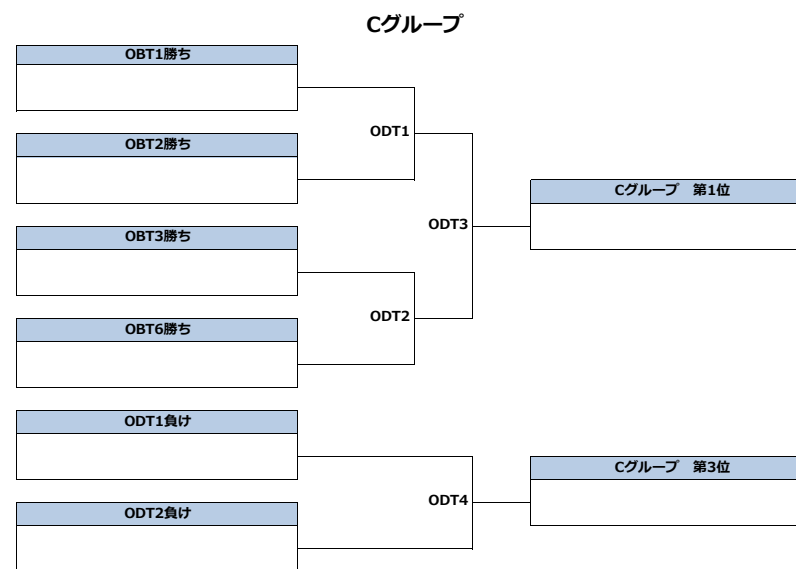 Cグループ
OBT1勝ち
ODT1
OBT2勝ち
Cグループ　第1位
OBT3勝ち
ODT3
ODT2
OBT6勝ち
ODT1負け
Cグループ　第3位
ODT4
ODT2負け